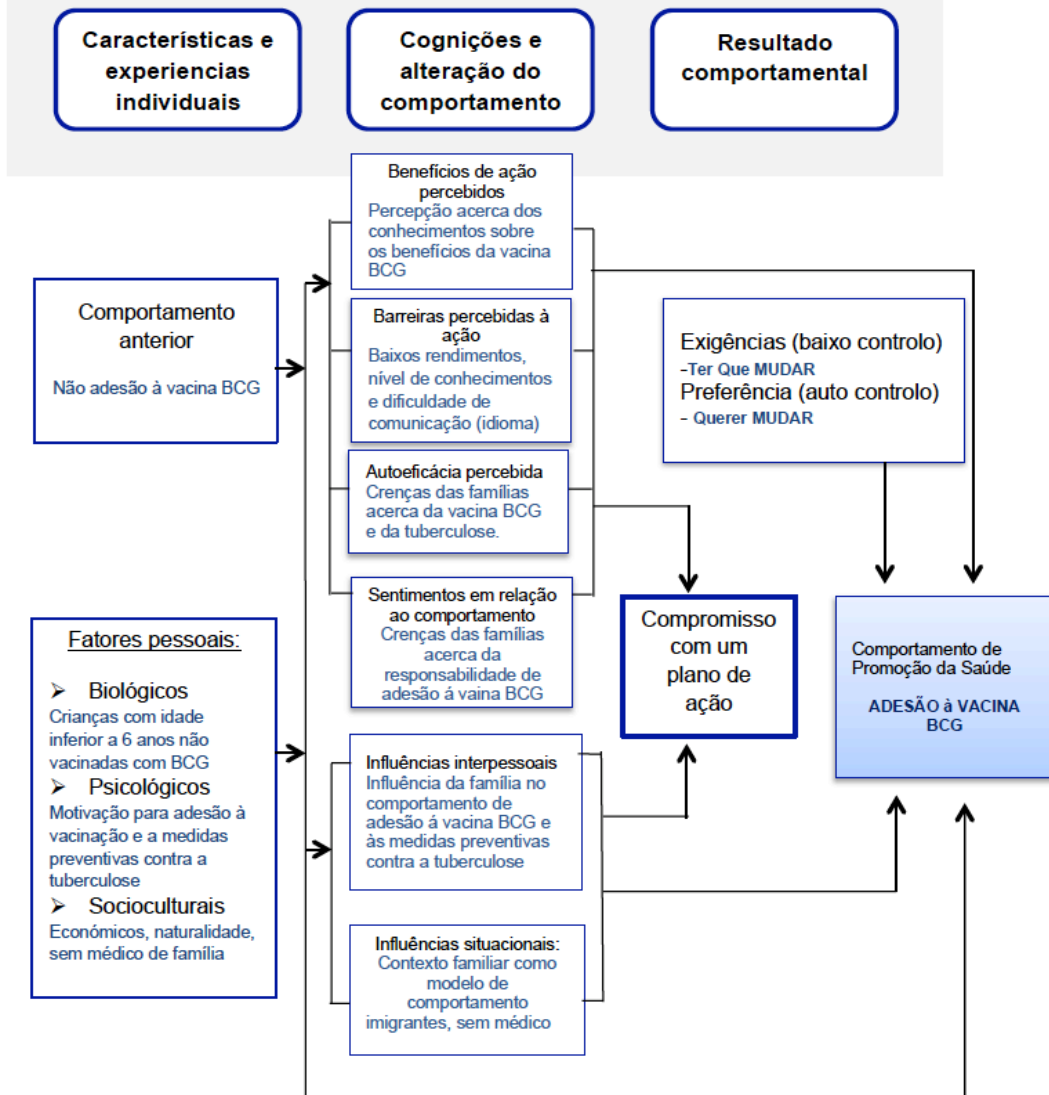 Características e
experiencias
individuais
Cognições e
alteração do
comportamento
Resultado
comportamental
Benefícios de ação
percebidos
Percepção acerca dos
conhecimentos sobre
os benefícios da vacina
BCG
Comportamento
anterior
Não adesão à vacina BCG
Barreiras percebidas à
ação
Baixos rendimentos,
nível de conhecimentos
e dificuldade de
comunicação (idioma)
Exigências (baixo controlo)
-Ter Que MUDAR
Preferência (auto controlo)
- Querer MUDAR
Autoeficácia percebida
Crenças das famílias
acerca da vacina BCG
e da tuberculose.
Sentimentos em relação
ao comportamento
Crenças das famílias
acerca da
responsabilidade de
adesão á vaina BCG
Compromisso
com um
plano de
ação
Comportamento de
Promoção da Saúde
ADESÃO à VACINA
BCG
Fatores pessoais:
➢ Biológicos
Crianças com idade
inferior a 6 anos não
vacinadas com BCG
➢ Psicológicos
Motivação para adesão à
vacinação e a medidas
preventivas contra a
tuberculose
➢ Socioculturais
Económicos, naturalidade,
sem médico de família
Influências interpessoais
Influência da família no
comportamento de
adesão á vacina BCG e
às medidas preventivas
contra a tuberculose
Influências situacionais:
Contexto familiar como
modelo de
comportamento
imigrantes, sem médico